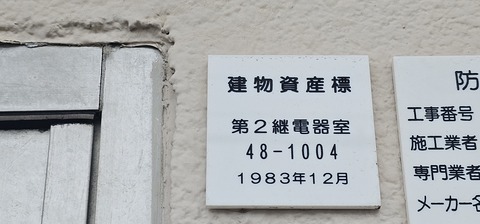 建物資産標
第2継電器室
48-1004
1983年12月
防
工事番号
施工業者
専門業者
メーカー名